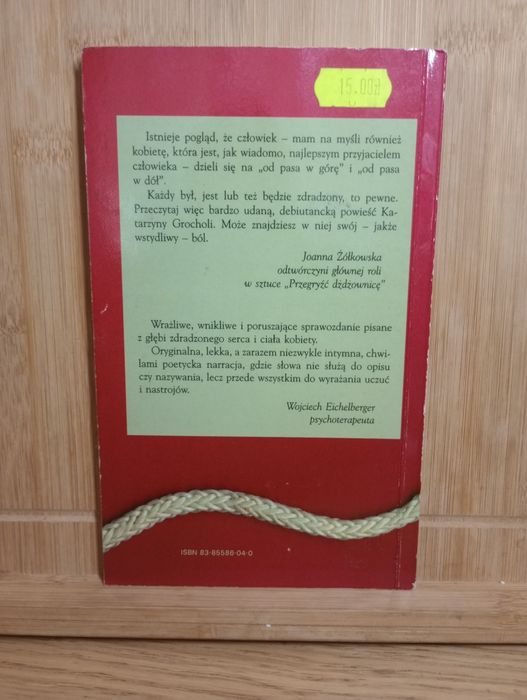 15.00zł
Istnieje pogląd, że człowiek – mam na myśli również
kobietę, która jest, jak wiadomo, najlepszym przyjacielem
człowieka – dzieli się na „od pasa w górę” i „od pasa
w dół”.
Każdy był, jest lub też będzie zdradzony, to pewne.
Przeczytaj więc bardzo udaną, debiutancką powieść Ka-
tarzyny Grocholi. Może znajdziesz w niej swój – jakże
wstydliwy – ból.
Joanna Żółkowska
odtwórczyni głównej roli
w sztuce „Przegryźć dżdżownicę”
Wrażliwe, wnikliwe i poruszające sprawozdanie pisane
z głębi zdradzonego serca i ciała kobiety.
Oryginalna, lekka, a zarazem niezwykle intymna, chwi-
lami poetycka narracja, gdzie słowa nie służą do opisu
czy nazywania, lecz przede wszystkim do wyrażania uczuć
i nastrojów.
Wojciech Eichelberger
psychoterapeuta
ISBN 83-85586-04-0